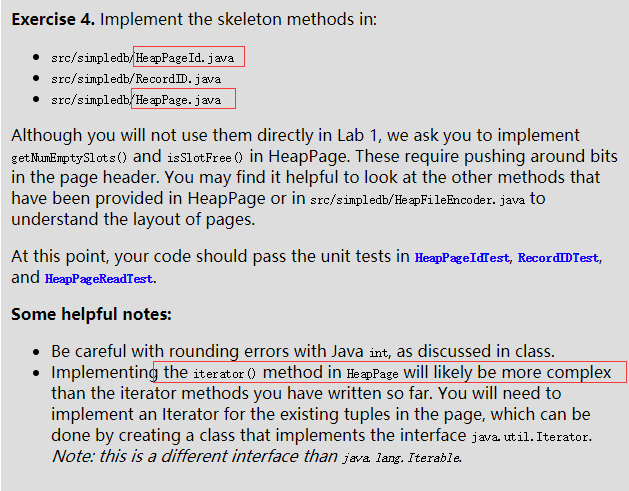 Exercise 4. Implement the skeleton methods in:
src/simpledb/HeapPageId.java
src/simpledb/RecordID.java
src/simpledb/HeapPage.java
Although you will not use them directly in Lab 1, we ask you to implement
getNumEmptySlots() and isSlotFree() in HeapPage. These require pushing around bits
in the page header. You may find it helpful to look at the other methods that
have been provided in HeapPage or in src/simpledb/HeapFileEncoder.java to
understand the layout of pages.
At this point, your code should pass the unit tests in HeapPageIdTest, RecordIDTest,
and HeapPageReadTest.
Some helpful notes:
Be careful with rounding errors with Java int, as discussed in class.
Implementing the iterator() method in HeapPage will likely be more complex
than the iterator methods you have written so far. You will need to
implement an Iterator for the existing tuples in the page, which can be
done by creating a class that implements the interface java.util.Iterator.
Note: this is a different interface than java.lang.Iterable.